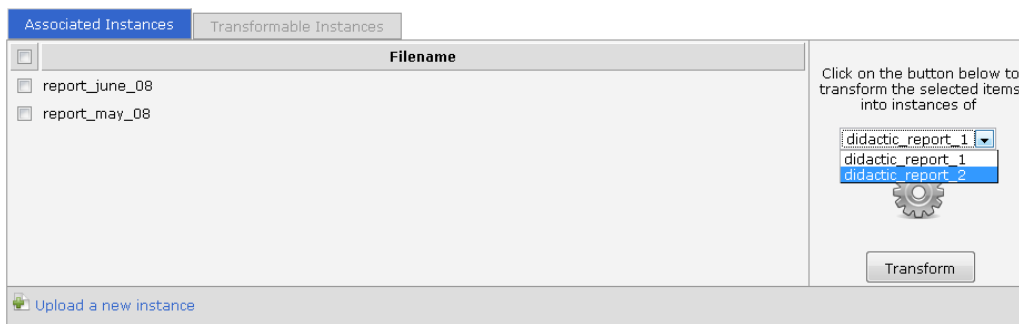 Associated Instances
Transformable Instances
Filename
report_june_08
report_may_08
Click on the button below to
transform the selected items
into instances of
didactic_report_1
didactic_report_1
didactic_report_2
Transform
Upload a new instance